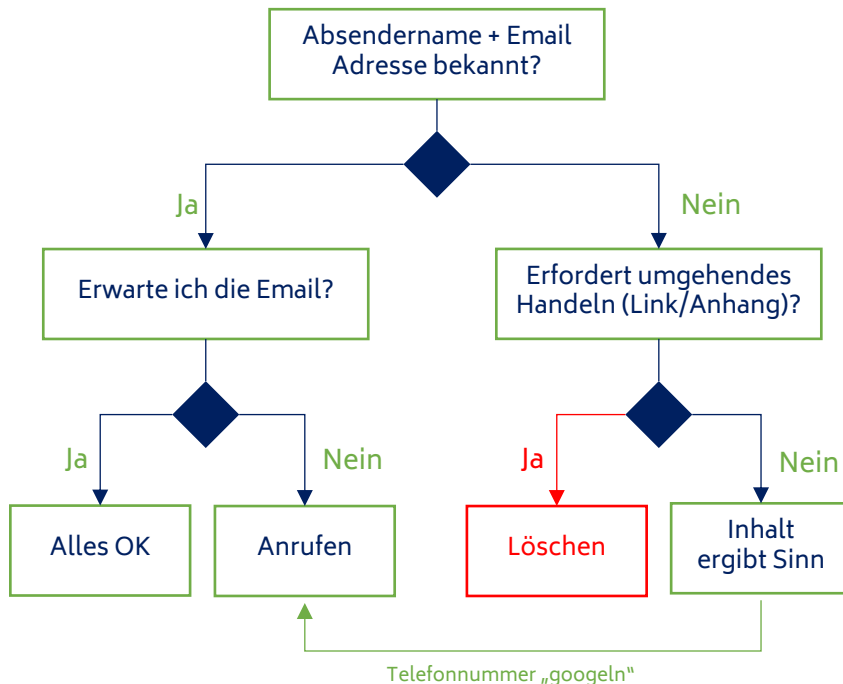 Absendername + Email
Adresse bekannt?
Ja
Nein
Erwarte ich die Email?
Erfordert umgehendes
Handeln (Link/Anhang)?
Ja
Nein
Ja
Nein
Alles OK
Anrufen
Löschen
Inhalt
ergibt Sinn
Telefonnummer „googeln“